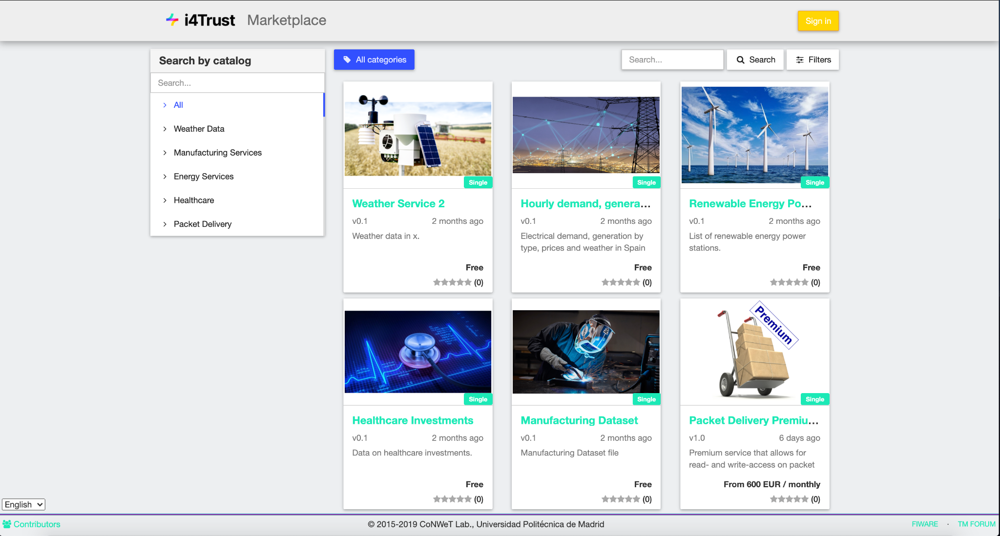 i4Trust Marketplace
Sign in
Search by catalog
Search...
All
Weather Data
Manufacturing Services
Energy Services
Healthcare
Packet Delivery
All categories
Search...
Search
Filters
Single
Weather Service 2
v0.1 2 months ago
Weather data in x.
Free
(0)
Single
Hourly demand, genera...
v0.1 2 months ago
Electrical demand, generation by
type, prices and weather in Spain
Free
(0)
Single
Renewable Energy Po...
v0.1 2 months ago
List of renewable energy power
stations.
Free
(0)
Single
Healthcare Investments
v0.1 2 months ago
Data on healthcare investments.
Free
(0)
Single
Manufacturing Dataset
v0.1 2 months ago
Manufacturing Dataset file
Free
(0)
Premium
Single
Packet Delivery Premiu...
v1.0 6 days ago
Premium service that allows for
read- and write-access on packet
From 600 EUR / monthly
(0)
English
Contributors
© 2015-2019 CoNWeT Lab., Universidad Politécnica de Madrid
FIWARE · TM FORUM